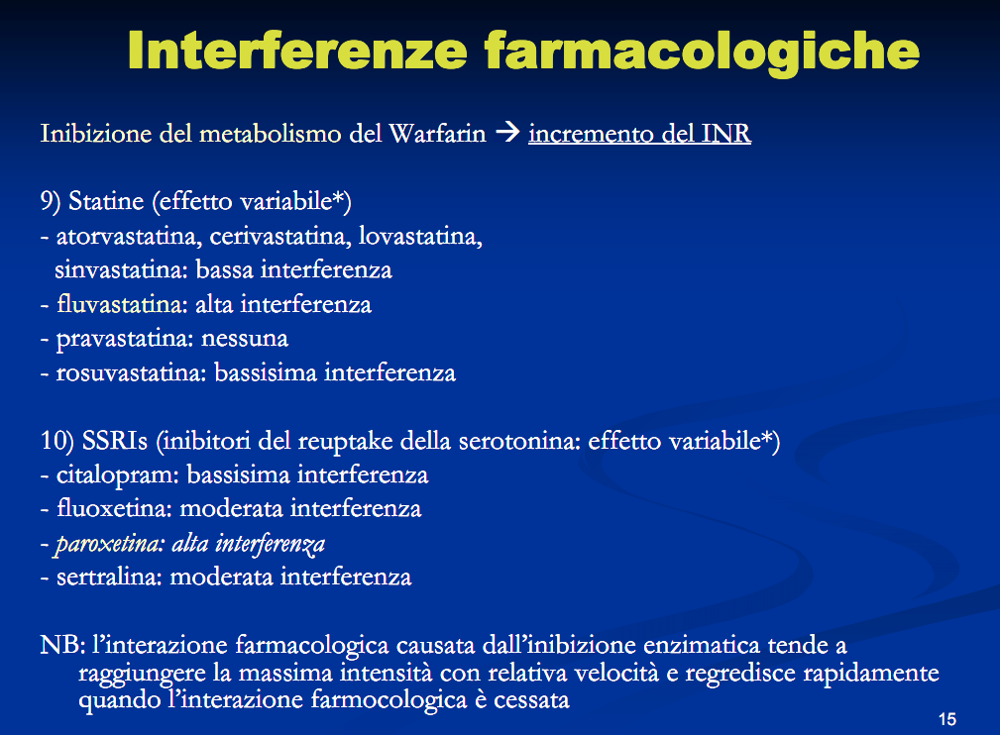 Interferenze farmacologiche
Inibizione del metabolismo del Warfarin → incremento del INR
9) Statine (effetto variabile*)
- atorvastatina, cerivastatina, lovastatina,
sinvastatina: bassa interferenza
- fluvastatina: alta interferenza
- pravastatina: nessuna
- rosuvastatina: bassisima interferenza
10) SSRIs (inibitori del reuptake della serotonina: effetto variabile*)
- citalopram: bassisima interferenza
- fluoxetina: moderata interferenza
- paroxetina: alta interferenza
- sertralina: moderata interferenza
NB: l’interazione farmacologica causata dall’inibizione enzimatica tende a
raggiungere la massima intensità con relativa velocità e regredisce rapidamente
quando l’interazione farmocologica è cessata
15